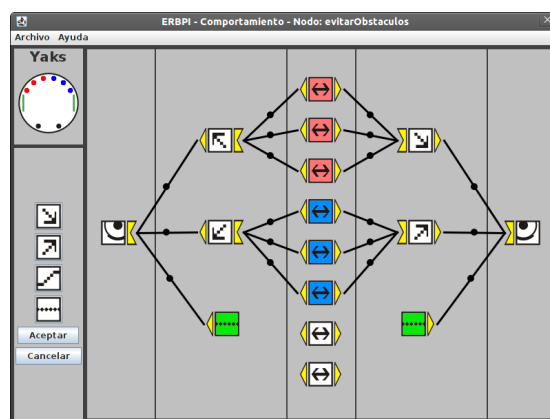 ERBPI - Comportamiento - Nodo: evitarObstaculos
Archivo Ayuda
Yaks
Aceptar
Cancelar